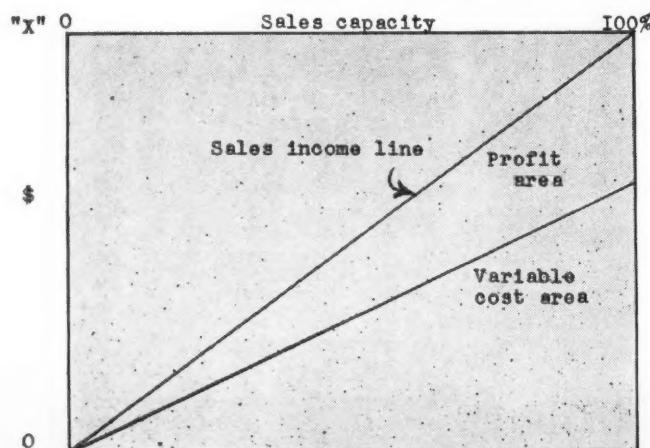 "X" 0 Sales capacity 100%
Sales income line
Profit
area
$
Variable
cost area
0